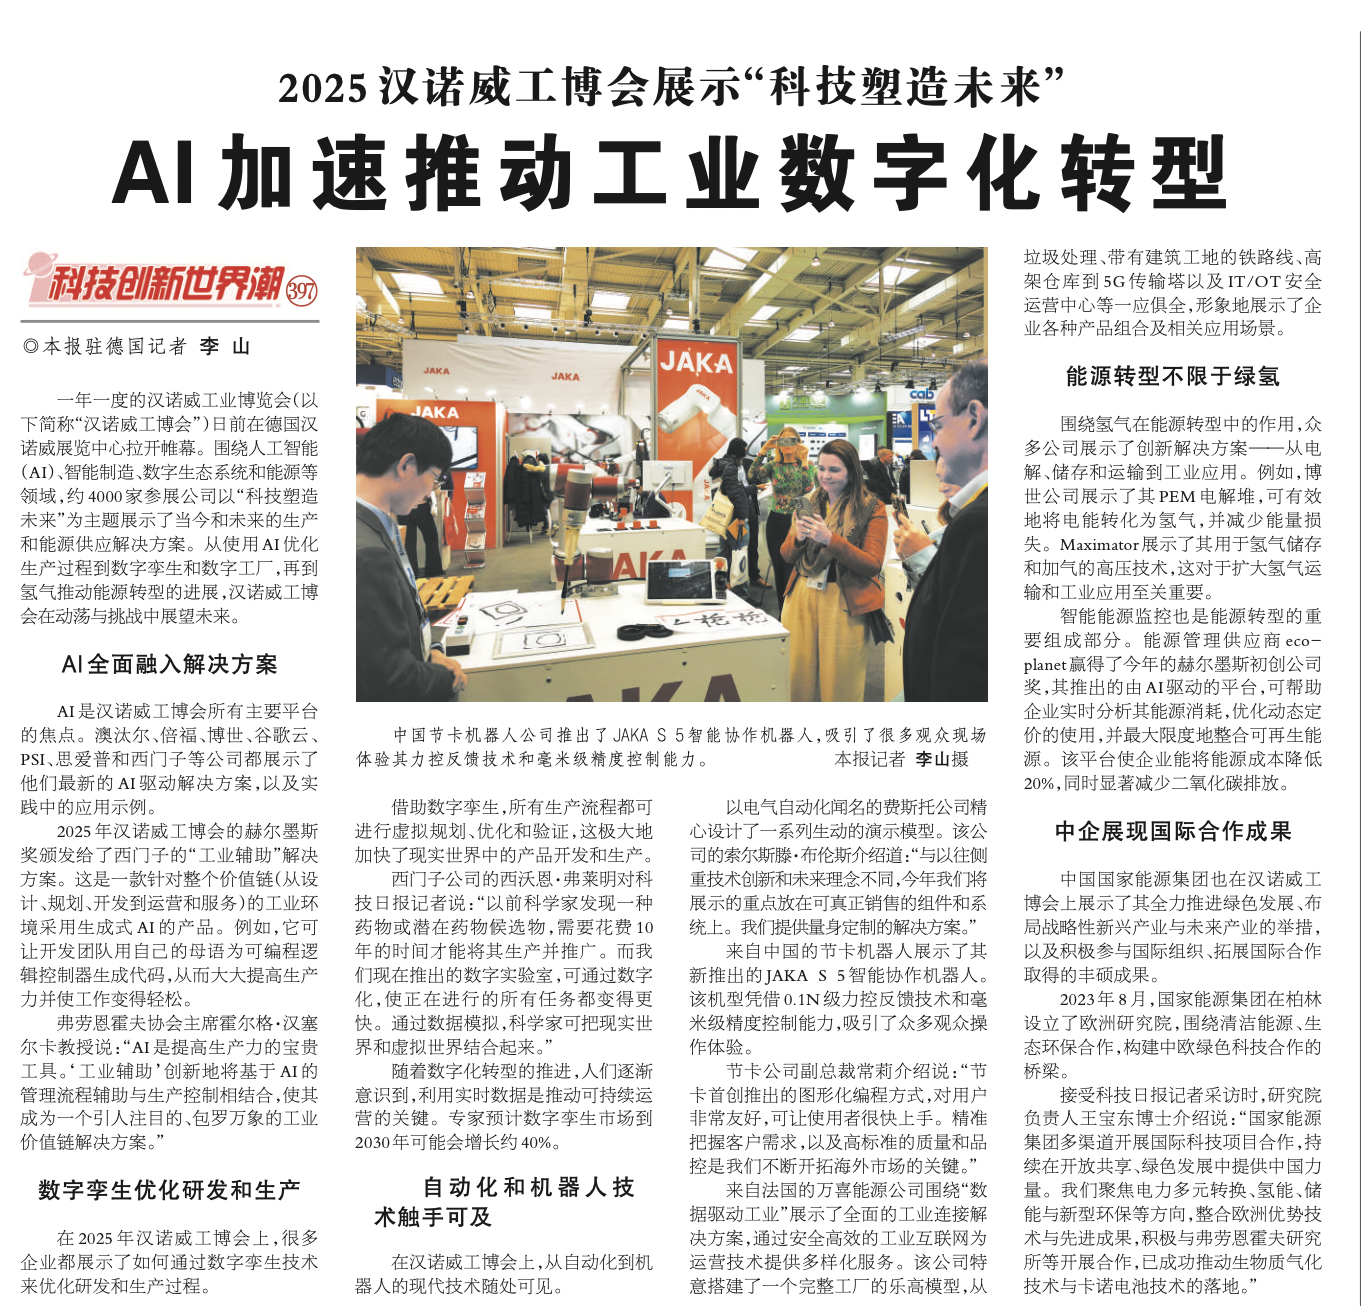 2025汉诺威工博会展示“科技塑造未来”
AI加速推动工业数字化转型
科技创新世界潮
397
◎本报驻德国记者 李 山
一年一度的汉诺威工业博览会(以
下简称“汉诺威工博会”)日前在德国汉
诺威展览中心拉开帷幕。围绕人工智能
(AI)、智能制造、数字生态系统和能源等
领域,约4000家参展公司以“科技塑造
未来”为主题展示了当今和未来的生产
和能源供应解决方案。从使用AI优化
生产过程到数字孪生和数字工厂,再到
氢气推动能源转型的进展,汉诺威工博
会在动荡与挑战中展望未来。
AI全面融入解决方案
AI是汉诺威工博会所有主要平台
的焦点。澳汰尔、倍福、博世、谷歌云、
PSI、思爱普和西门子等公司都展示了
他们最新的AI驱动解决方案,以及实
践中的应用示例。
2025年汉诺威工博会的赫尔墨斯
奖颁发给了西门子的“工业辅助”解决
方案。这是一款针对整个价值链(从设
计、规划、开发到运营和服务)的工业环
境采用生成式AI的产品。例如,它可
让开发团队用自己的母语为可编程逻
辑控制器生成代码,从而大大提高生产
力并使工作变得轻松。
弗劳恩霍夫协会主席霍尔格·汉塞
尔卡教授说:“AI是提高生产力的宝贵
工具。‘工业辅助’创新地将基于AI的
管理流程辅助与生产控制相结合,使其
成为一个引人注目的、包罗万象的工业
价值链解决方案。”
数字孪生优化研发和生产
在2025年汉诺威工博会上,很多
企业都展示了如何通过数字孪生技术
来优化研发和生产过程。
JAKA
JAKA
JAKA
JAKA
JAKA
JAKA
JAKA
cab
中国节卡机器人公司推出了JAKA S 5智能协作机器人,吸引了很多观众现场
体验其力控反馈技术和毫米级精度控制能力。 本报记者 李山摄
借助数字孪生,所有生产流程都可
进行虚拟规划、优化和验证,这极大地
加快了现实世界中的产品开发和生产。
西门子公司的西沃恩·弗莱明对科
技日报记者说:“以前科学家发现一种
药物或潜在药物候选物,需要花费10
年的时间才能将其生产并推广。而我
们现在推出的数字实验室,可通过数字
化,使正在进行的所有任务都变得更
快。通过数据模拟,科学家可把现实世
界和虚拟世界结合起来。”
随着数字化转型的推进,人们逐渐
意识到,利用实时数据是推动可持续运
营的关键。专家预计数字孪生市场到
2030年可能会增长约40%。
自动化和机器人技
术触手可及
在汉诺威工博会上,从自动化到机
器人的现代技术随处可见。
以电气自动化闻名的费斯托公司精
心设计了一系列生动的演示模型。该公
司的索尔斯滕·布伦斯介绍道:“与以往侧
重技术创新和未来理念不同,今年我们将
展示的重点放在可真正销售的组件和系
统上。我们提供量身定制的解决方案。”
来自中国的节卡机器人展示了其
新推出的JAKA S 5智能协作机器人。
该机型凭借0.1N级力控反馈技术和毫
米级精度控制能力,吸引了众多观众操
作体验。
节卡公司副总裁常莉介绍说:“节
卡首创推出的图形化编程方式,对用户
非常友好,可让使用者很快上手。精准
把握客户需求,以及高标准的质量和品
控是我们不断开拓海外市场的关键。”
来自法国的万喜能源公司围绕“数
据驱动工业”展示了全面的工业连接解
决方案,通过安全高效的工业互联网为
运营技术提供多样化服务。该公司特
意搭建了一个完整工厂的乐高模型,从
垃圾处理、带有建筑工地的铁路线、高
架仓库到5G传输塔以及IT/OT安全
运营中心等一应俱全,形象地展示了企
业各种产品组合及相关应用场景。
能源转型不限于绿氢
围绕氢气在能源转型中的作用,众
多公司展示了创新解决方案——从电
解、储存和运输到工业应用。例如,博
世公司展示了其PEM电解堆,可有效
地将电能转化为氢气,并减少能量损
失。Maximator展示了其用于氢气储存
和加气的高压技术,这对于扩大氢气运
输和工业应用至关重要。
智能能源监控也是能源转型的重
要组成部分。能源管理供应商eco-
planet赢得了今年的赫尔墨斯初创公司
奖,其推出的由AI驱动的平台,可帮助
企业实时分析其能源消耗,优化动态定
价的使用,并最大限度地整合可再生能
源。该平台使企业能将能源成本降低
20%,同时显著减少二氧化碳排放。
中企展现国际合作成果
中国国家能源集团也在汉诺威工
博会上展示了其全力推进绿色发展、布
局战略性新兴产业与未来产业的举措,
以及积极参与国际组织、拓展国际合作
取得的丰硕成果。
2023年8月,国家能源集团在柏林
设立了欧洲研究院,围绕清洁能源、生
态环保合作,构建中欧绿色科技合作的
桥梁。
接受科技日报记者采访时,研究院
负责人王宝东博士介绍说:“国家能源
集团多渠道开展国际科技项目合作,持
续在开放共享、绿色发展中提供中国力
量。我们聚焦电力多元转换、氢能、储
能与新型环保等方向,整合欧洲优势技
术与先进成果,积极与弗劳恩霍夫研究
所等开展合作,已成功推动生物质气化
技术与卡诺电池技术的落地。”